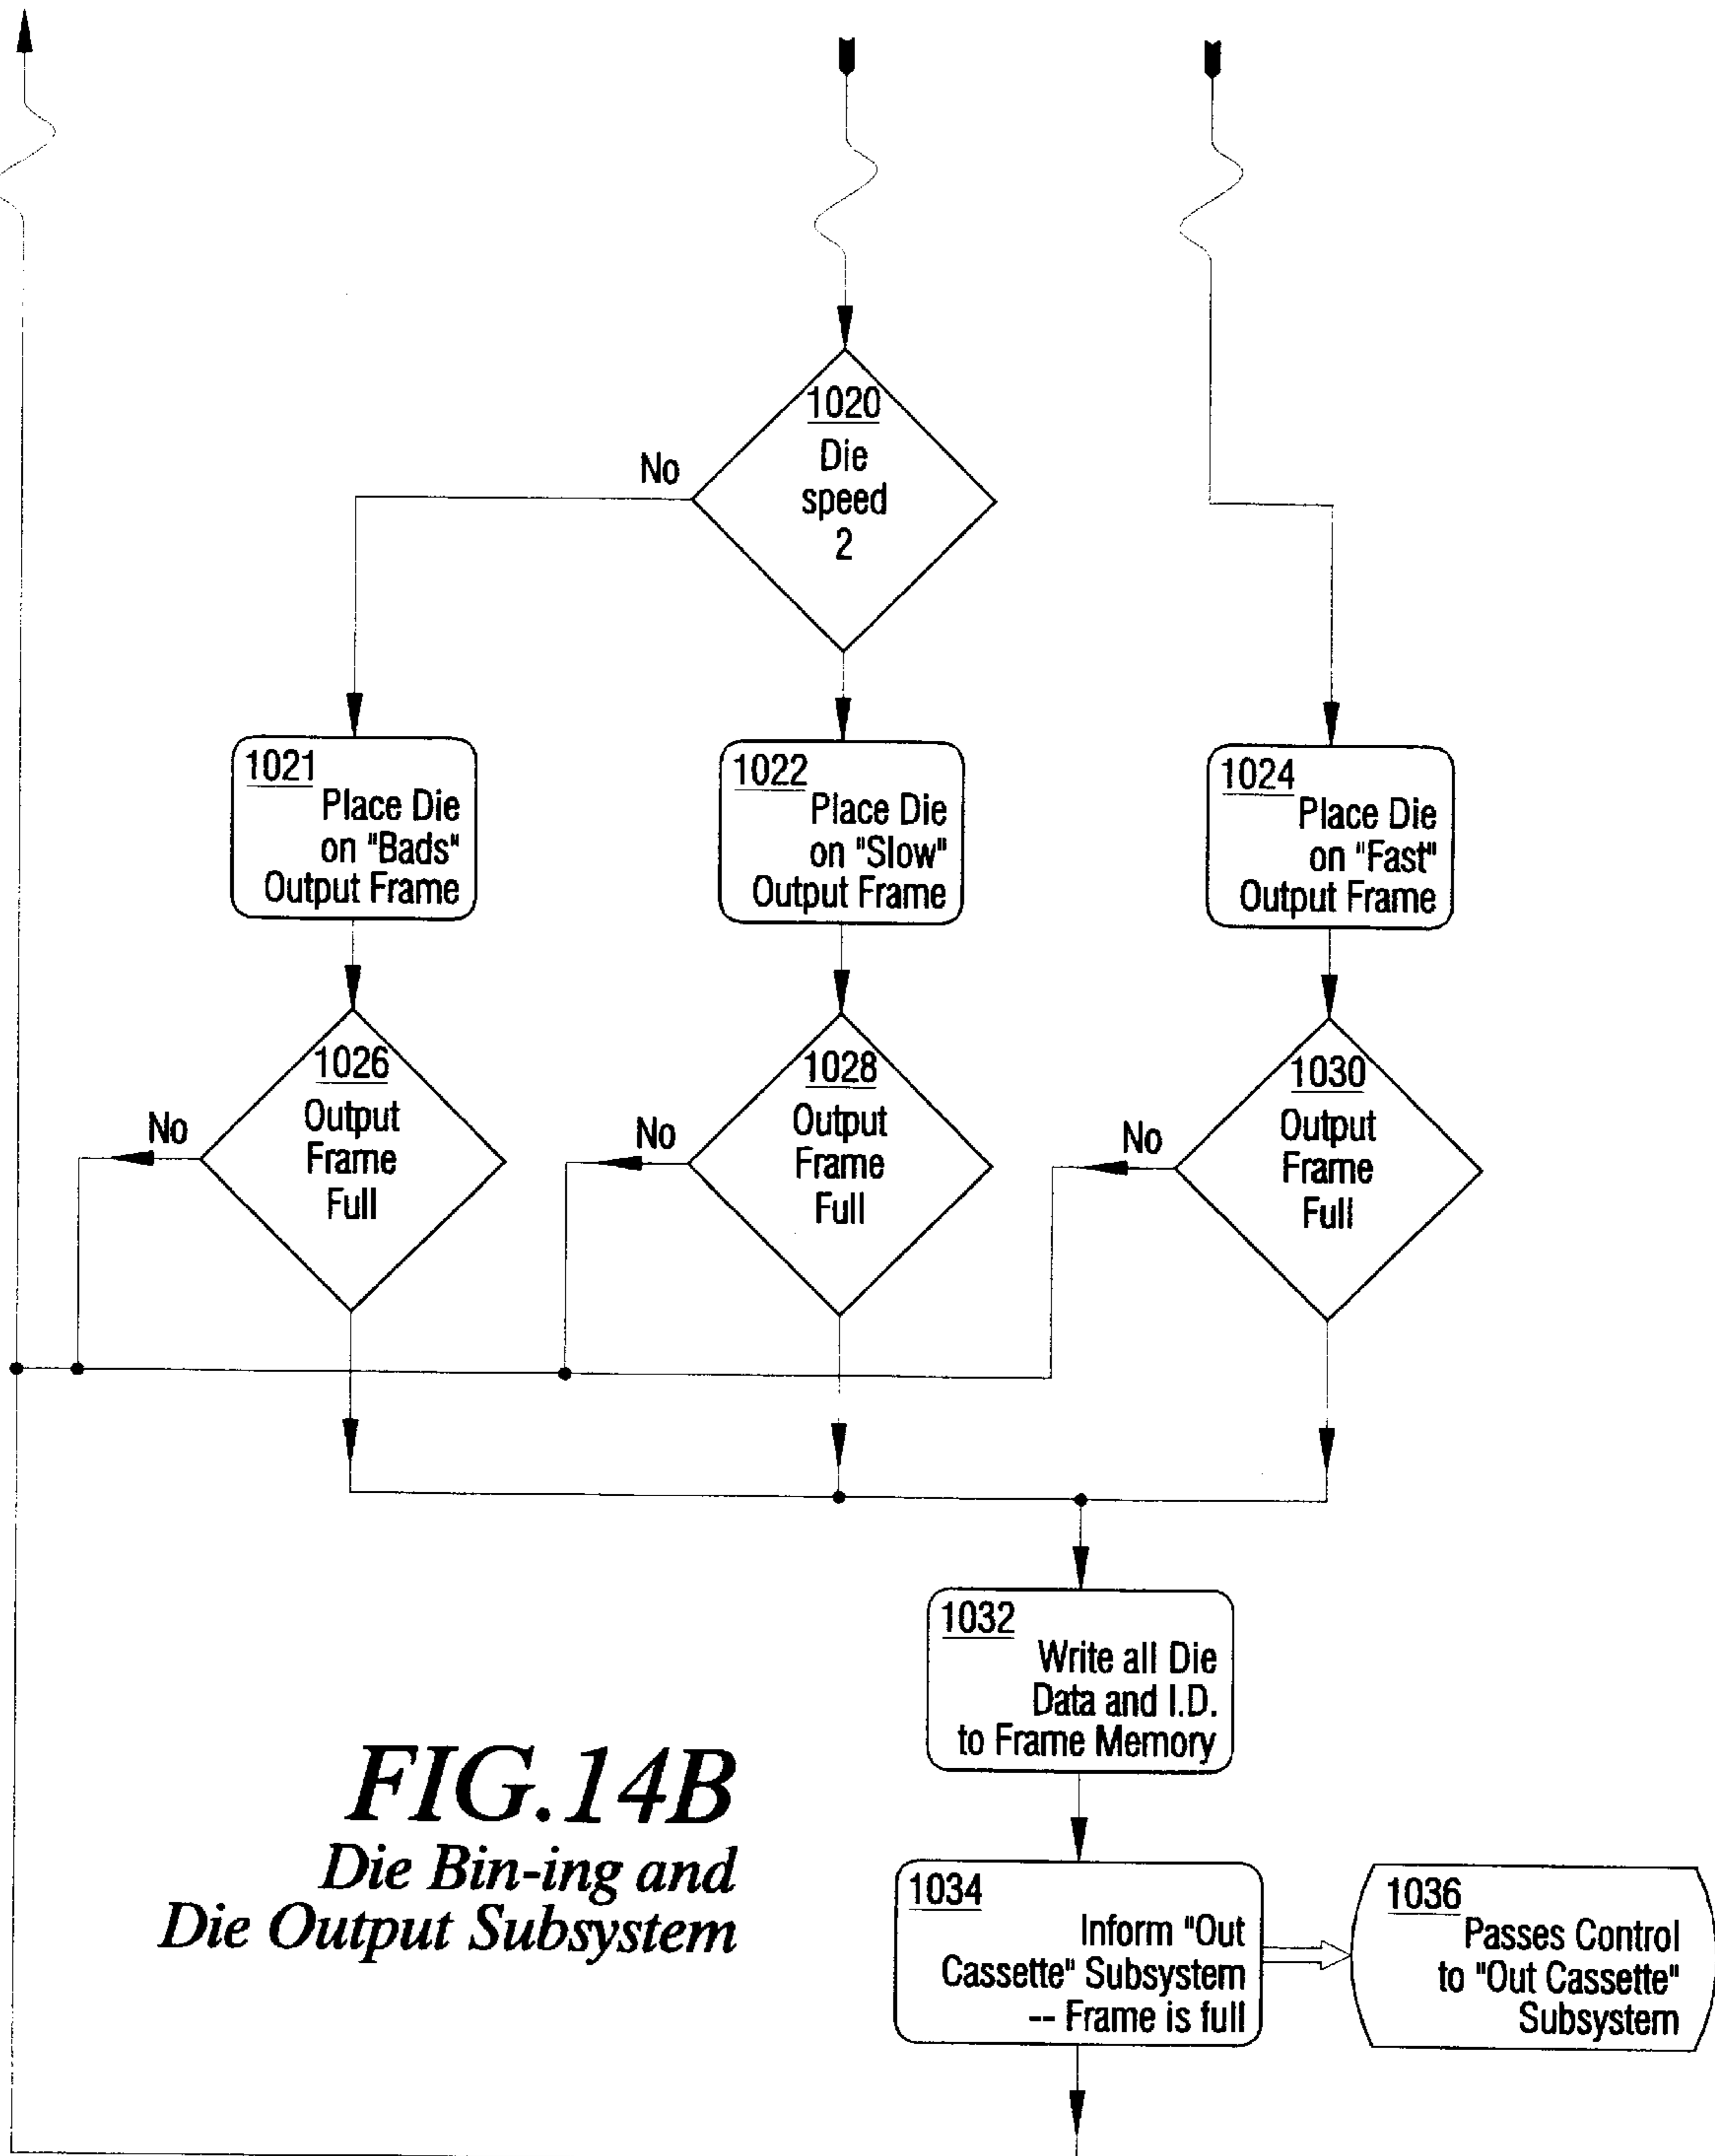 1020
Die
speed
2
No
1021
Place Die
on "Bads"
Output Frame
1022
Place Die
on "Slow"
Output Frame
1024
Place Die
on "Fast"
Output Frame
1026
Output
Frame
Full
No
1028
Output
Frame
Full
No
1030
Output
Frame
Full
No
1032
Write all Die
Data and I.D.
to Frame Memory
1034
Inform "Out
Cassette" Subsystem
-- Frame is full
1036
Passes Control
to "Out Cassette"
Subsystem
FIG.14B
Die Bin-ing and
Die Output Subsystem